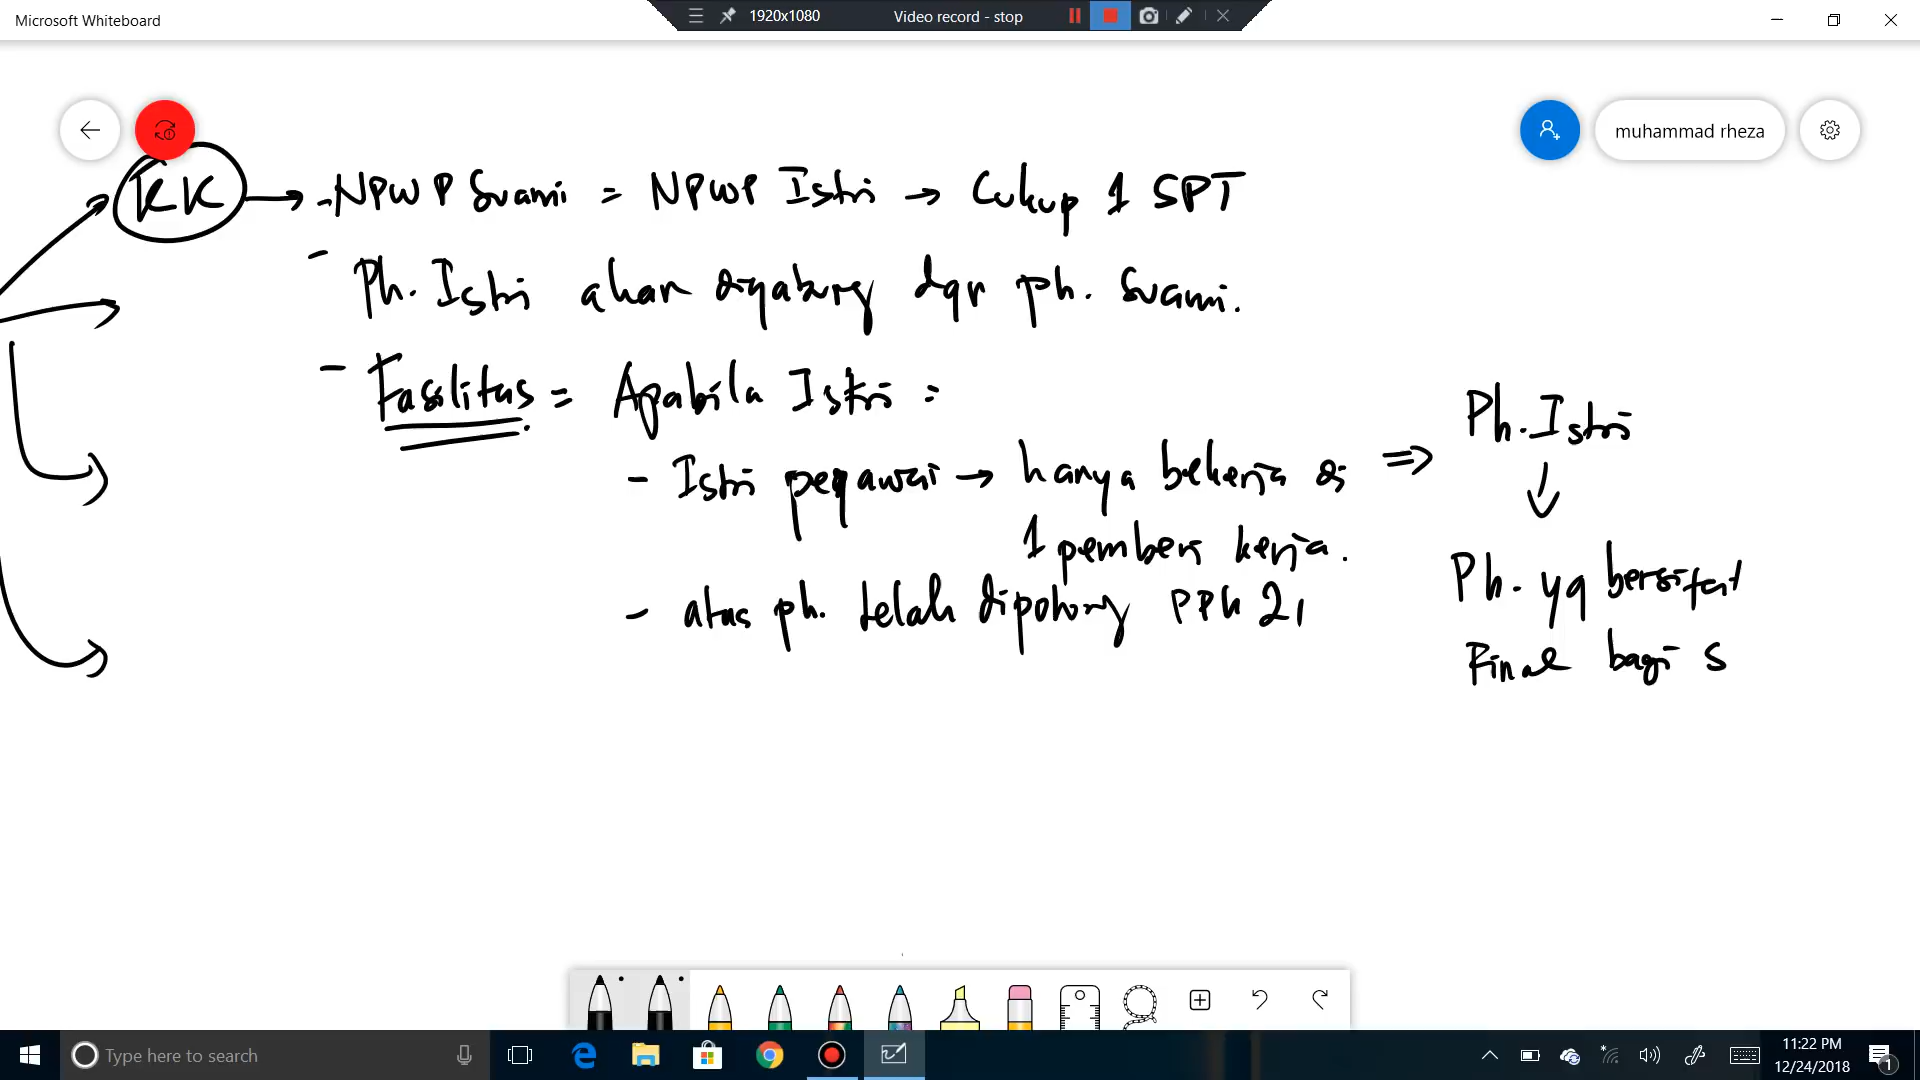 Microsoft Whiteboard
1920x1080
Video record - stop
muhammad rheza
KK → - NPWP Suami = NPWP Istri → Cukup 1 SPT
- Ph. Istri akan digabung dgn ph. Suami.
- Fasilitas = Apabila Istri =
- Istri pegawai → hanya bekerja di
1 pemberi kerja.
- atas ph. telah dipotong PPh 21
⇒ Ph. Istri
↓
Ph. yg bersifat
Final bagi S
Type here to search
11:22 PM
12/24/2018
1